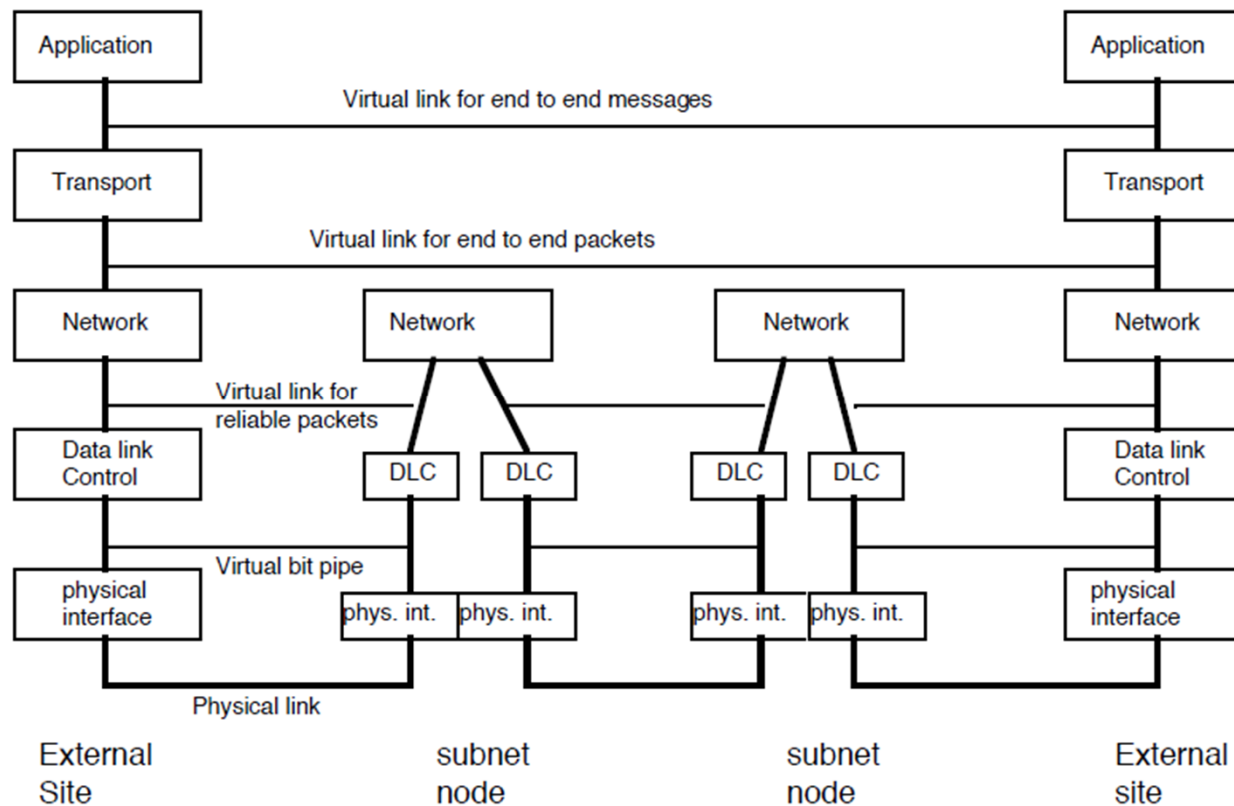 Application
Application
Virtual link for end to end messages
Transport
Transport
Virtual link for end to end packets
Network
Network
Network
Network
Virtual link for
reliable packets
Data link
Control
DLC
DLC
DLC
DLC
Data link
Control
Virtual bit pipe
physical
interface
phys. int.
phys. int.
phys. int.
phys. int.
physical
interface
Physical link
External
Site
subnet
node
subnet
node
External
site